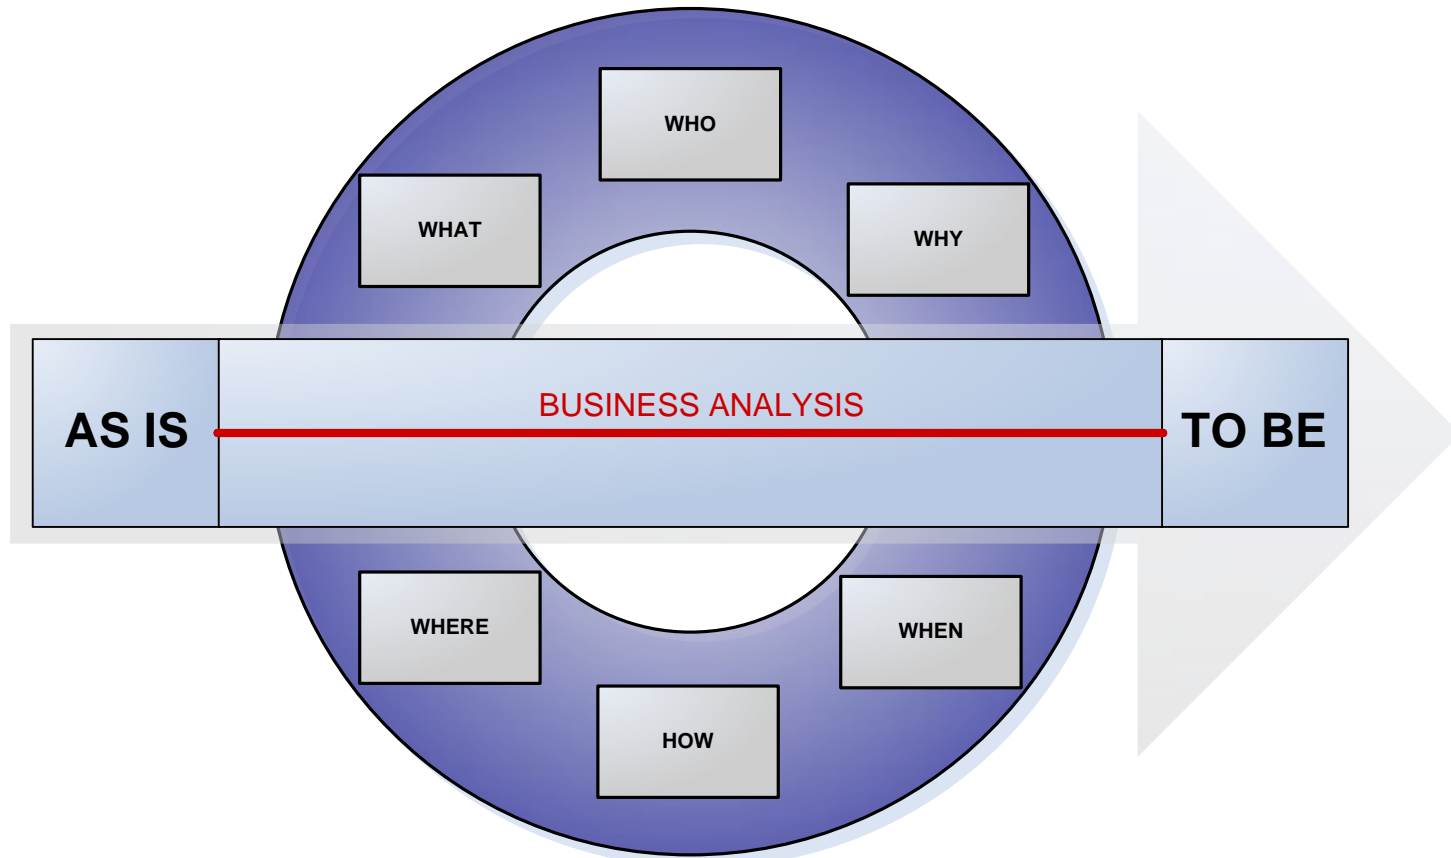 WHO
WHAT
WHY
BUSINESS ANALYSIS
AS IS
TO BE
WHERE
WHEN
HOW